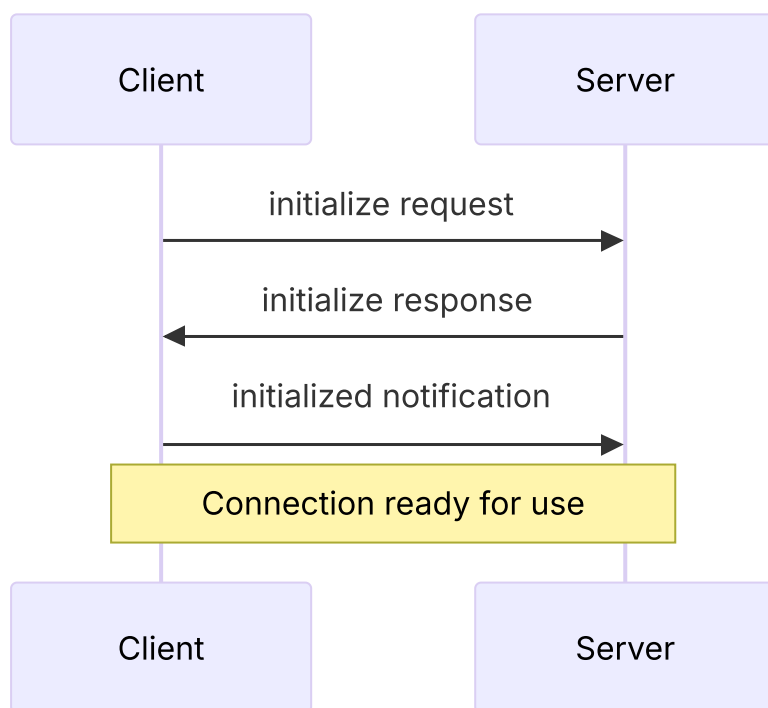 Client
Server
initialize request
initialize response
initialized notification
Connection ready for use
Client
Server